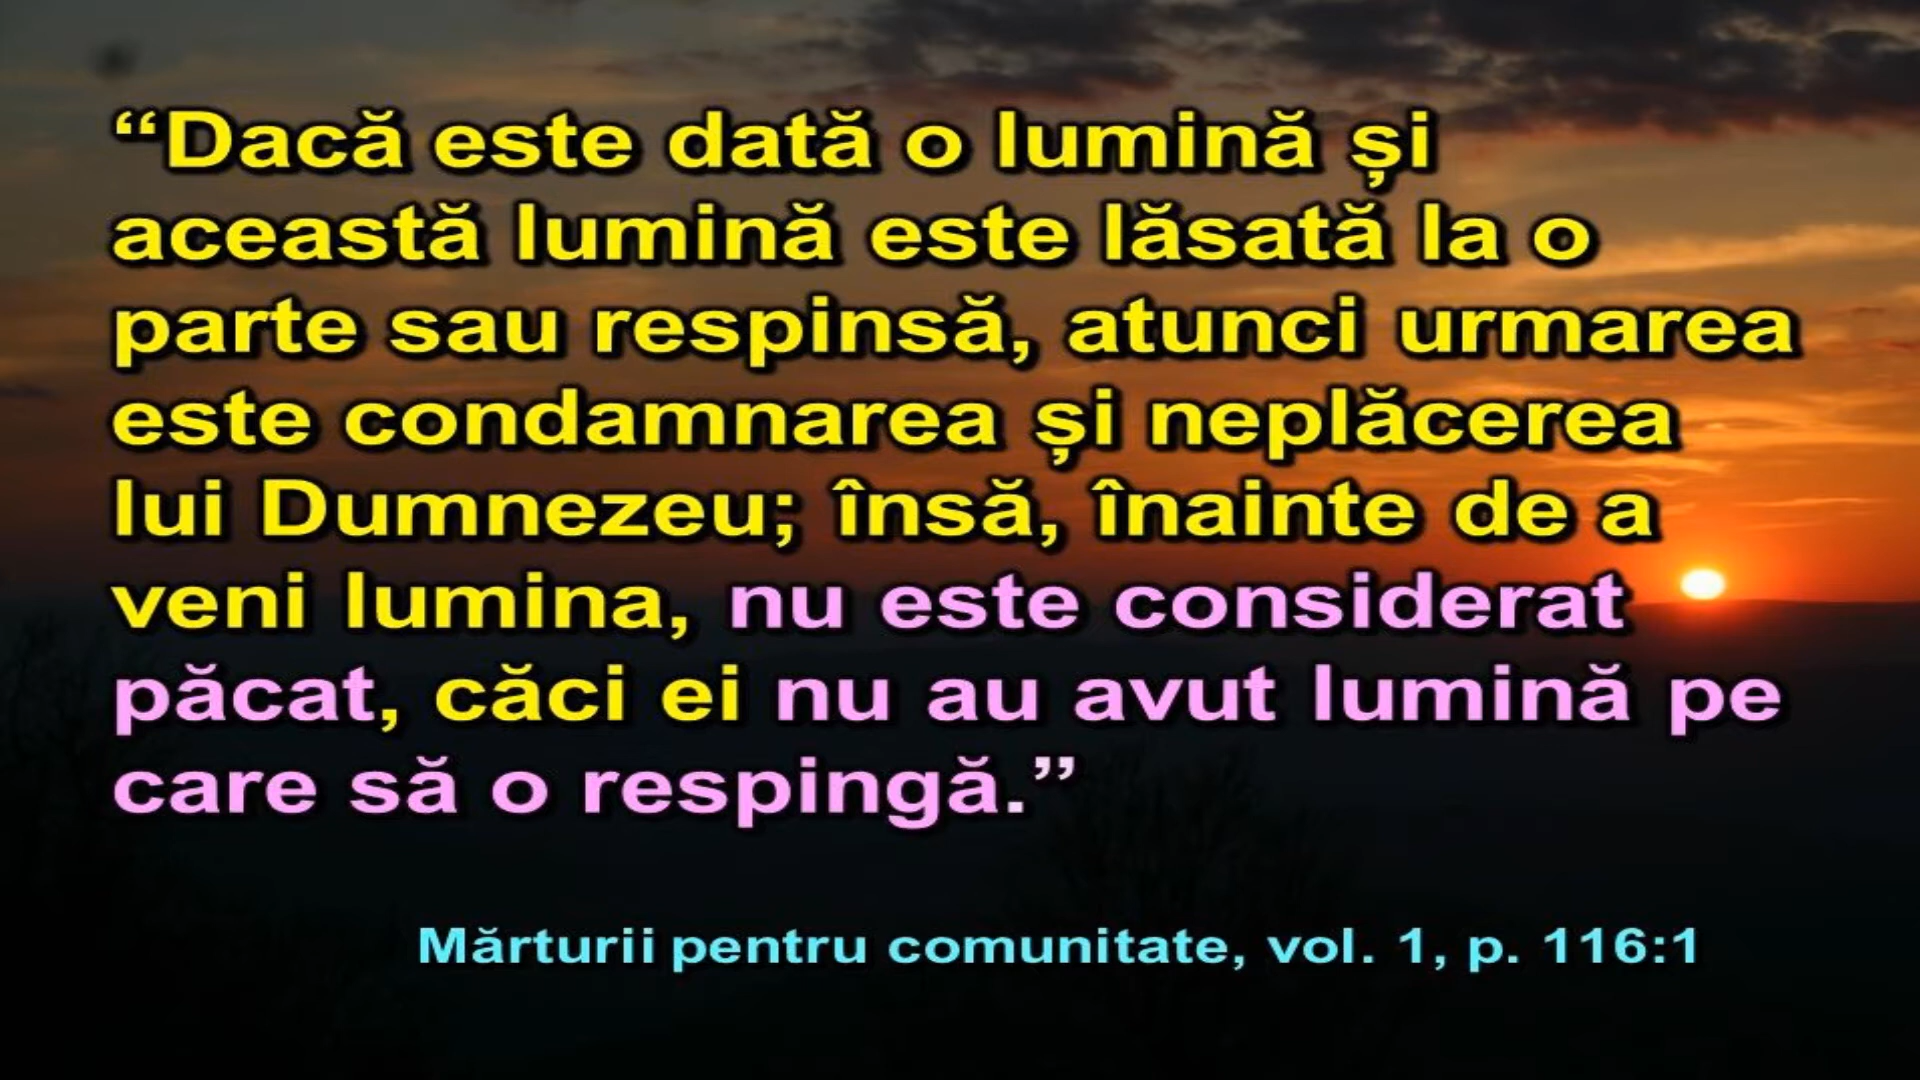 “Dacă este dată o lumină și
această lumină este lăsată la o
parte sau respinsă, atunci urmarea
este condamnarea și neplăcerea
lui Dumnezeu; însă, înainte de a
veni lumina, nu este considerat
păcat, căci ei nu au avut lumină pe
care să o respingă.”
Mărturii pentru comunitate, vol. 1, p. 116:1